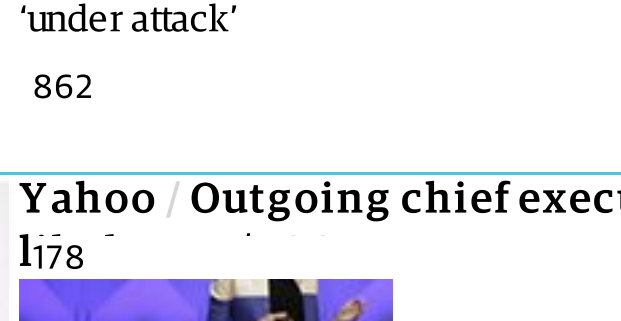 ‘under attack’
862
Yahoo / Outgoing chief execu
178